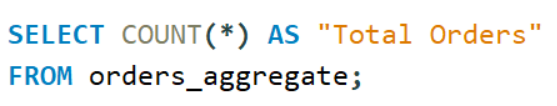 SELECT COUNT(*) AS "Total Orders"
FROM orders_aggregate;